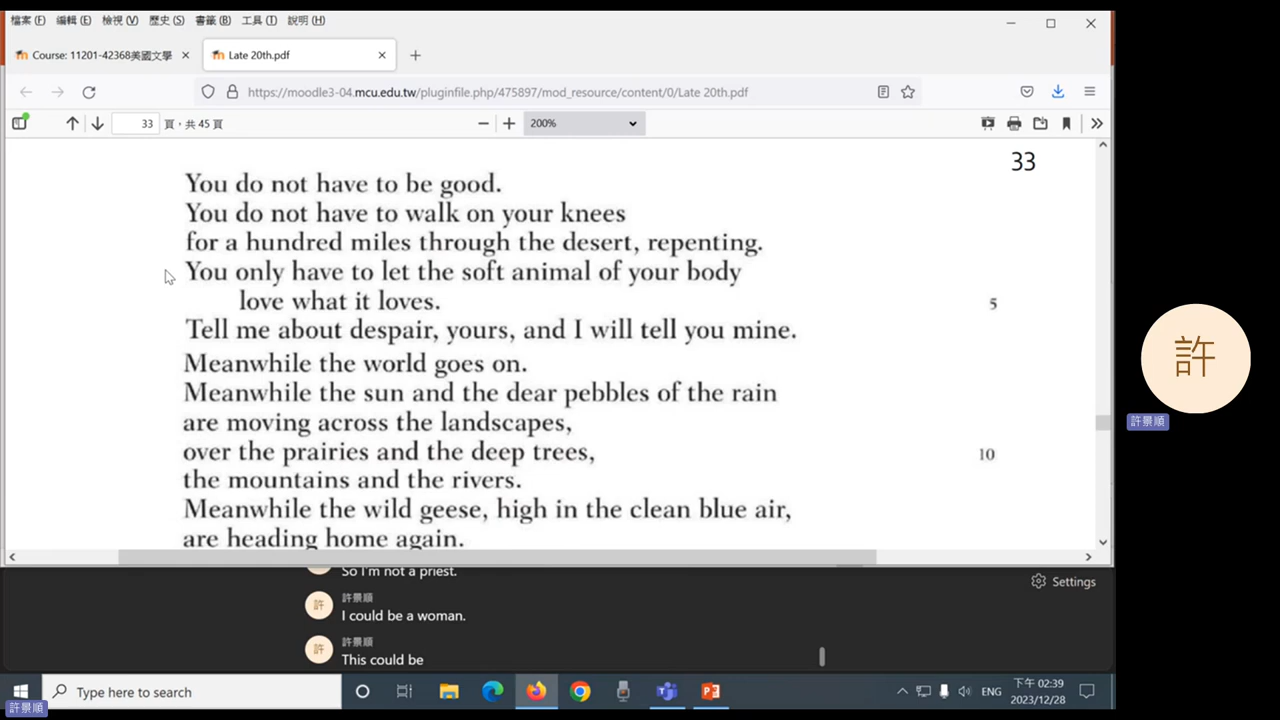 檔案(F) 編輯(E) 檢視(V) 歷史(S) 書籤(B) 工具(T) 說明(H)
Course: 11201-42368美國文學
Late 20th.pdf
https://moodle3-04.mcu.edu.tw/pluginfile.php/475897/mod_resource/content/0/Late 20th.pdf
33 頁，共 45 頁
200%
33
You do not have to be good.
You do not have to walk on your knees
for a hundred miles through the desert, repenting.
You only have to let the soft animal of your body
love what it loves. 5
Tell me about despair, yours, and I will tell you mine.
Meanwhile the world goes on.
Meanwhile the sun and the dear pebbles of the rain
are moving across the landscapes,
over the prairies and the deep trees, 10
the mountains and the rivers.
Meanwhile the wild geese, high in the clean blue air,
are heading home again.
So I'm not a priest.
Settings
許景順
許
I could be a woman.
許景順
許
This could be
許
許景順
Type here to search
ENG
下午 02:39
2023/12/28
許景順